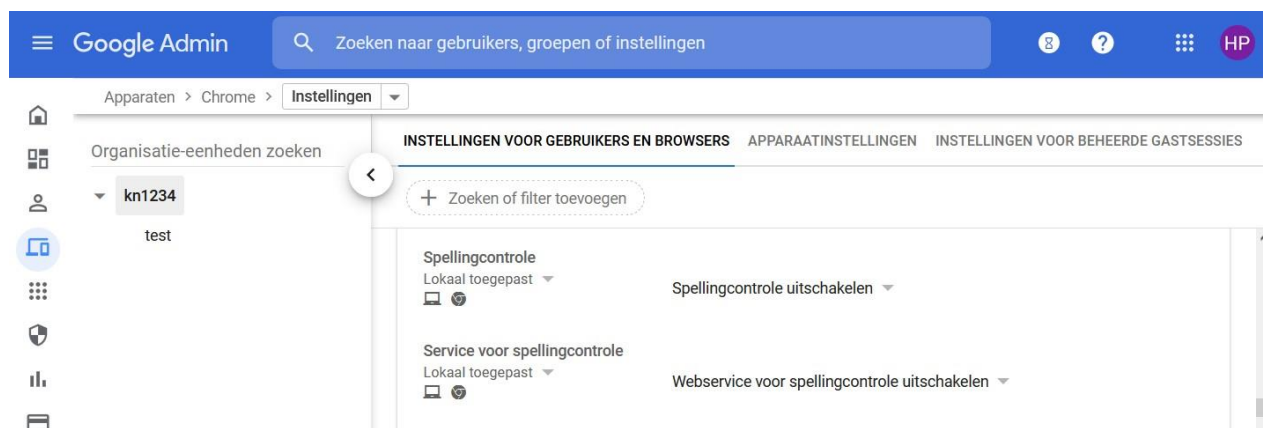 Google Admin
Zoeken naar gebruikers, groepen of instellingen
8
?
HP
Apparaten > Chrome > Instellingen
Organisatie-eenheden zoeken
kn1234
test
INSTELLINGEN VOOR GEBRUIKERS EN BROWSERS APPARAATINSTELLINGEN INSTELLINGEN VOOR BEHEERDE GASTSESSIES
+ Zoeken of filter toevoegen
Spellingcontrole
Lokaal toegepast
Spellingcontrole uitschakelen
Service voor spellingcontrole
Lokaal toegepast
Webservice voor spellingcontrole uitschakelen